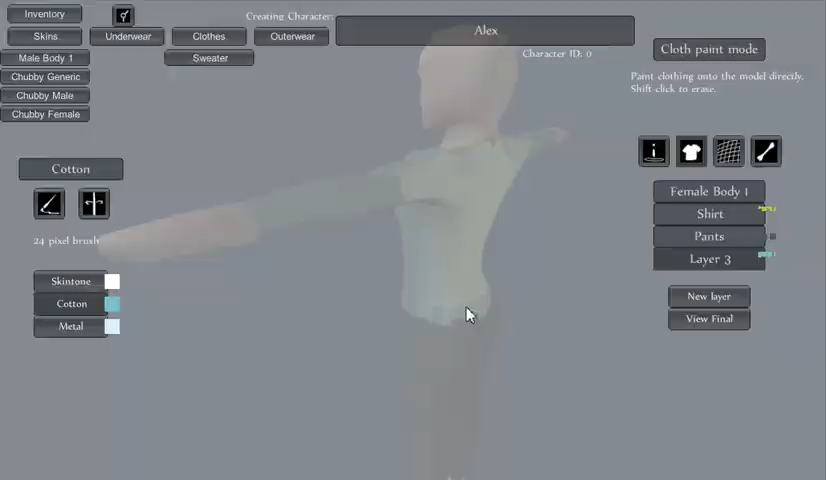 Inventory
Creating Character:
Alex
Skins
Underwear
Clothes
Outerwear
Cloth paint mode
Male Body 1
Sweater
Character ID: 0
Chubby Generic
Paint clothing onto the model directly.
Shift-click to erase.
Chubby Male
Chubby Female
Cotton
Female Body 1
Shirt
Pants
24 pixel brush
Layer 3
Skintone
Cotton
New layer
Metal
View Final